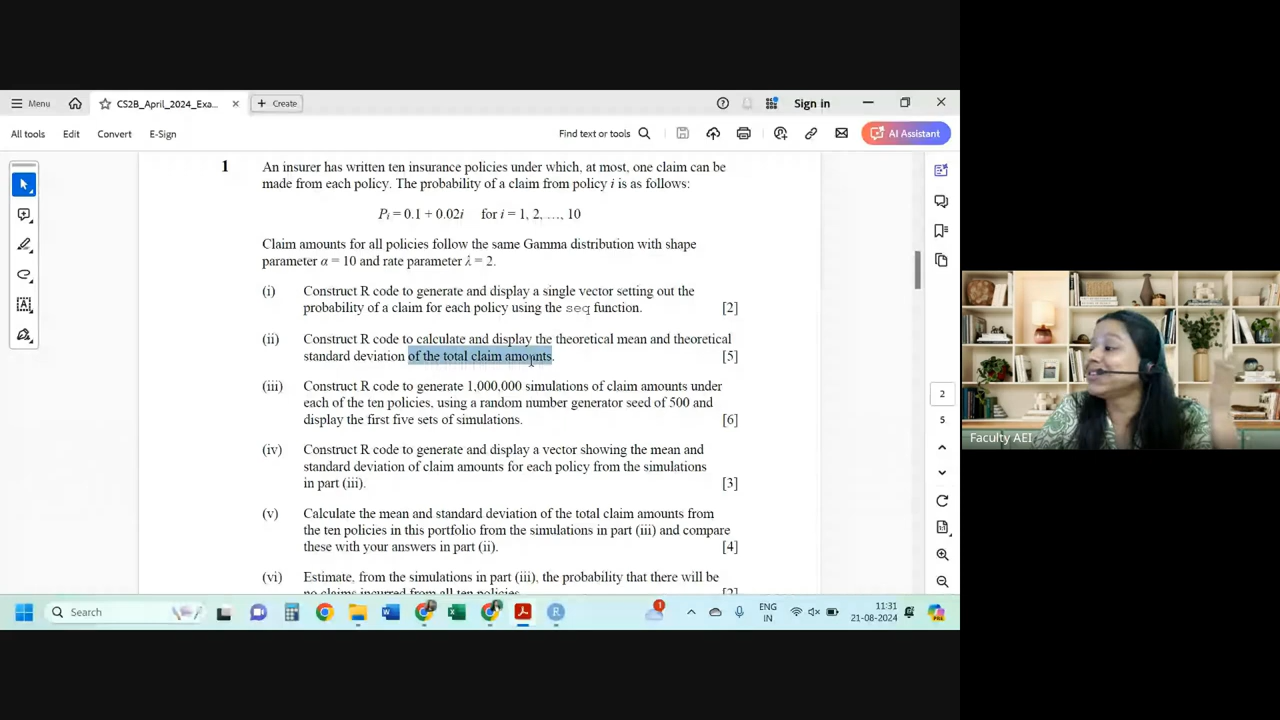 Menu
CS2B_April_2024_Exa...
Create
Sign in
All tools
Edit
Convert
E-Sign
Find text or tools
AI Assistant
1
An insurer has written ten insurance policies under which, at most, one claim can be
made from each policy. The probability of a claim from policy i is as follows:
Pi = 0.1 + 0.02i for i = 1, 2, …, 10
Claim amounts for all policies follow the same Gamma distribution with shape
parameter α = 10 and rate parameter λ = 2.
(i) Construct R code to generate and display a single vector setting out the
probability of a claim for each policy using the seq function. [2]
(ii) Construct R code to calculate and display the theoretical mean and theoretical
standard deviation of the total claim amounts. [5]
(iii) Construct R code to generate 1,000,000 simulations of claim amounts under
each of the ten policies, using a random number generator seed of 500 and
display the first five sets of simulations. [6]
(iv) Construct R code to generate and display a vector showing the mean and
standard deviation of claim amounts for each policy from the simulations
in part (iii). [3]
(v) Calculate the mean and standard deviation of the total claim amounts from
the ten policies in this portfolio from the simulations in part (iii) and compare
these with your answers in part (ii). [4]
(vi) Estimate, from the simulations in part (iii), the probability that there will be
no claims incurred from all ten policies. [2]
2
5
Faculty AEI
Search
1
ENG
IN
11:31
21-08-2024